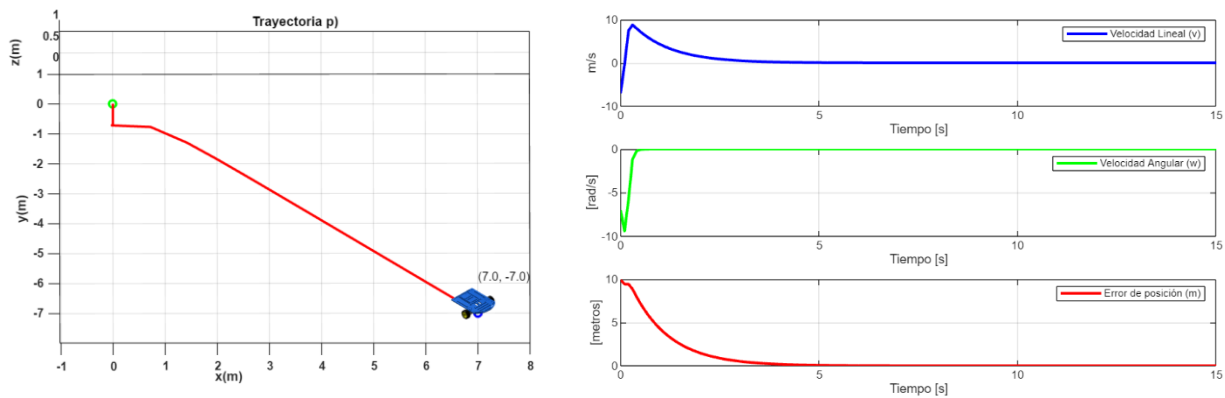 Trayectoria p)
z(m)
1
0.5
0
y(m)
1
0
-1
-2
-3
-4
-5
-6
-7
(7.0, -7.0)
-1 0 1 2 3 4 5 6 7 8
x(m)
m/s
10
0
-10
Velocidad Lineal (v)
0 5 10 15
Tiempo [s]
[rad/s]
0
-5
-10
Velocidad Angular (w)
0 5 10 15
Tiempo [s]
[metros]
10
5
0
Error de posición (m)
0 5 10 15
Tiempo [s]